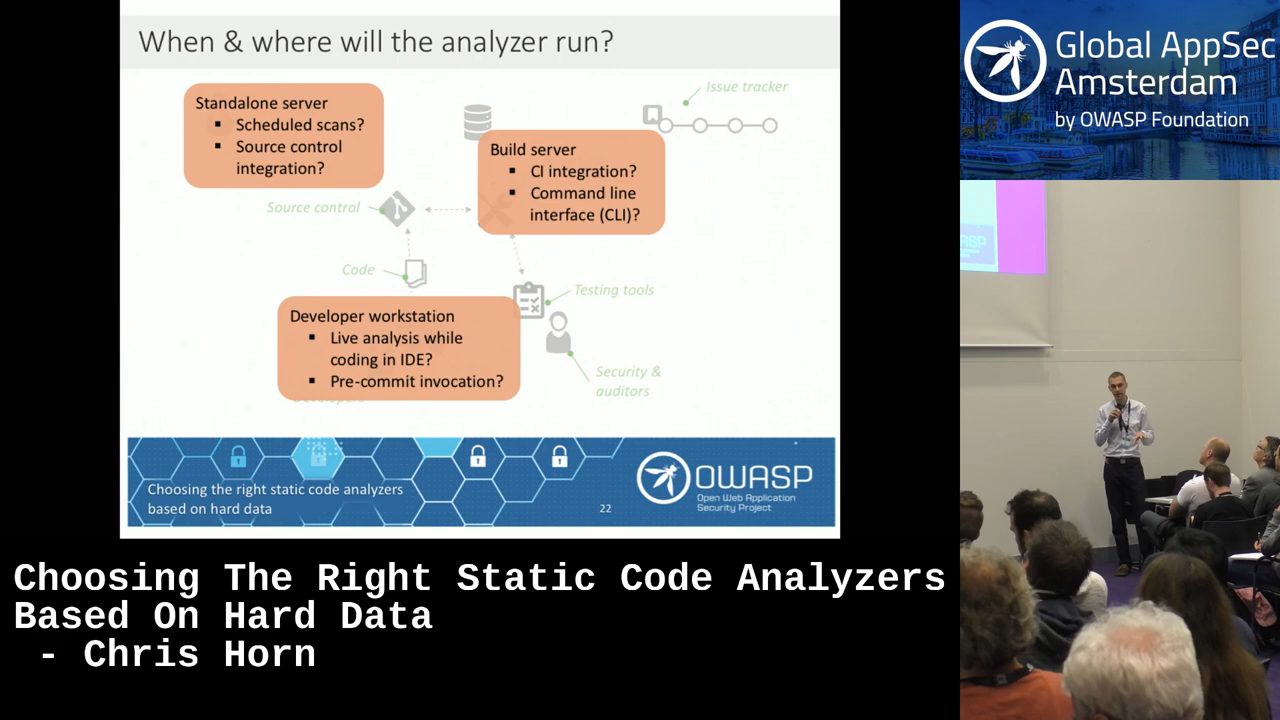 When & where will the analyzer run?
Standalone server
▪ Scheduled scans?
▪ Source control
integration?
Issue tracker
Build server
▪ CI integration?
▪ Command line
interface (CLI)?
Source control
Code
Testing tools
Developer workstation
▪ Live analysis while
coding in IDE?
▪ Pre-commit invocation?
Security &
auditors
Choosing the right static code analyzers
based on hard data
22
OWASP
Open Web Application
Security Project
Choosing The Right Static Code Analyzers
Based On Hard Data
- Chris Horn
Global AppSec
Amsterdam
by OWASP Foundation